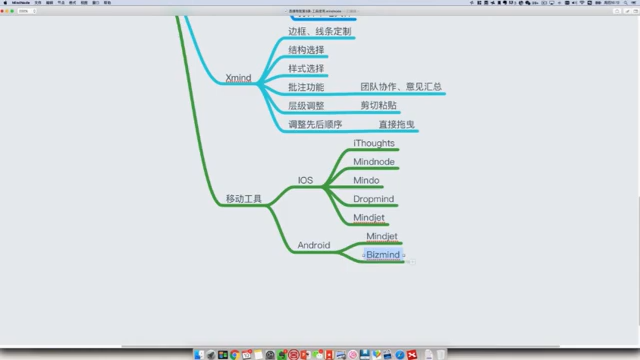 MindNode
边框、线条定制
结构选择
样式选择
Xmind
批注功能
团队协作、意见汇总
层级调整
剪切粘贴
调整先后顺序
直接拖曳
iThoughts
Mindnode
IOS
Mindo
移动工具
Dropmind
Mindjet
Mindjet
Android
Bizmind